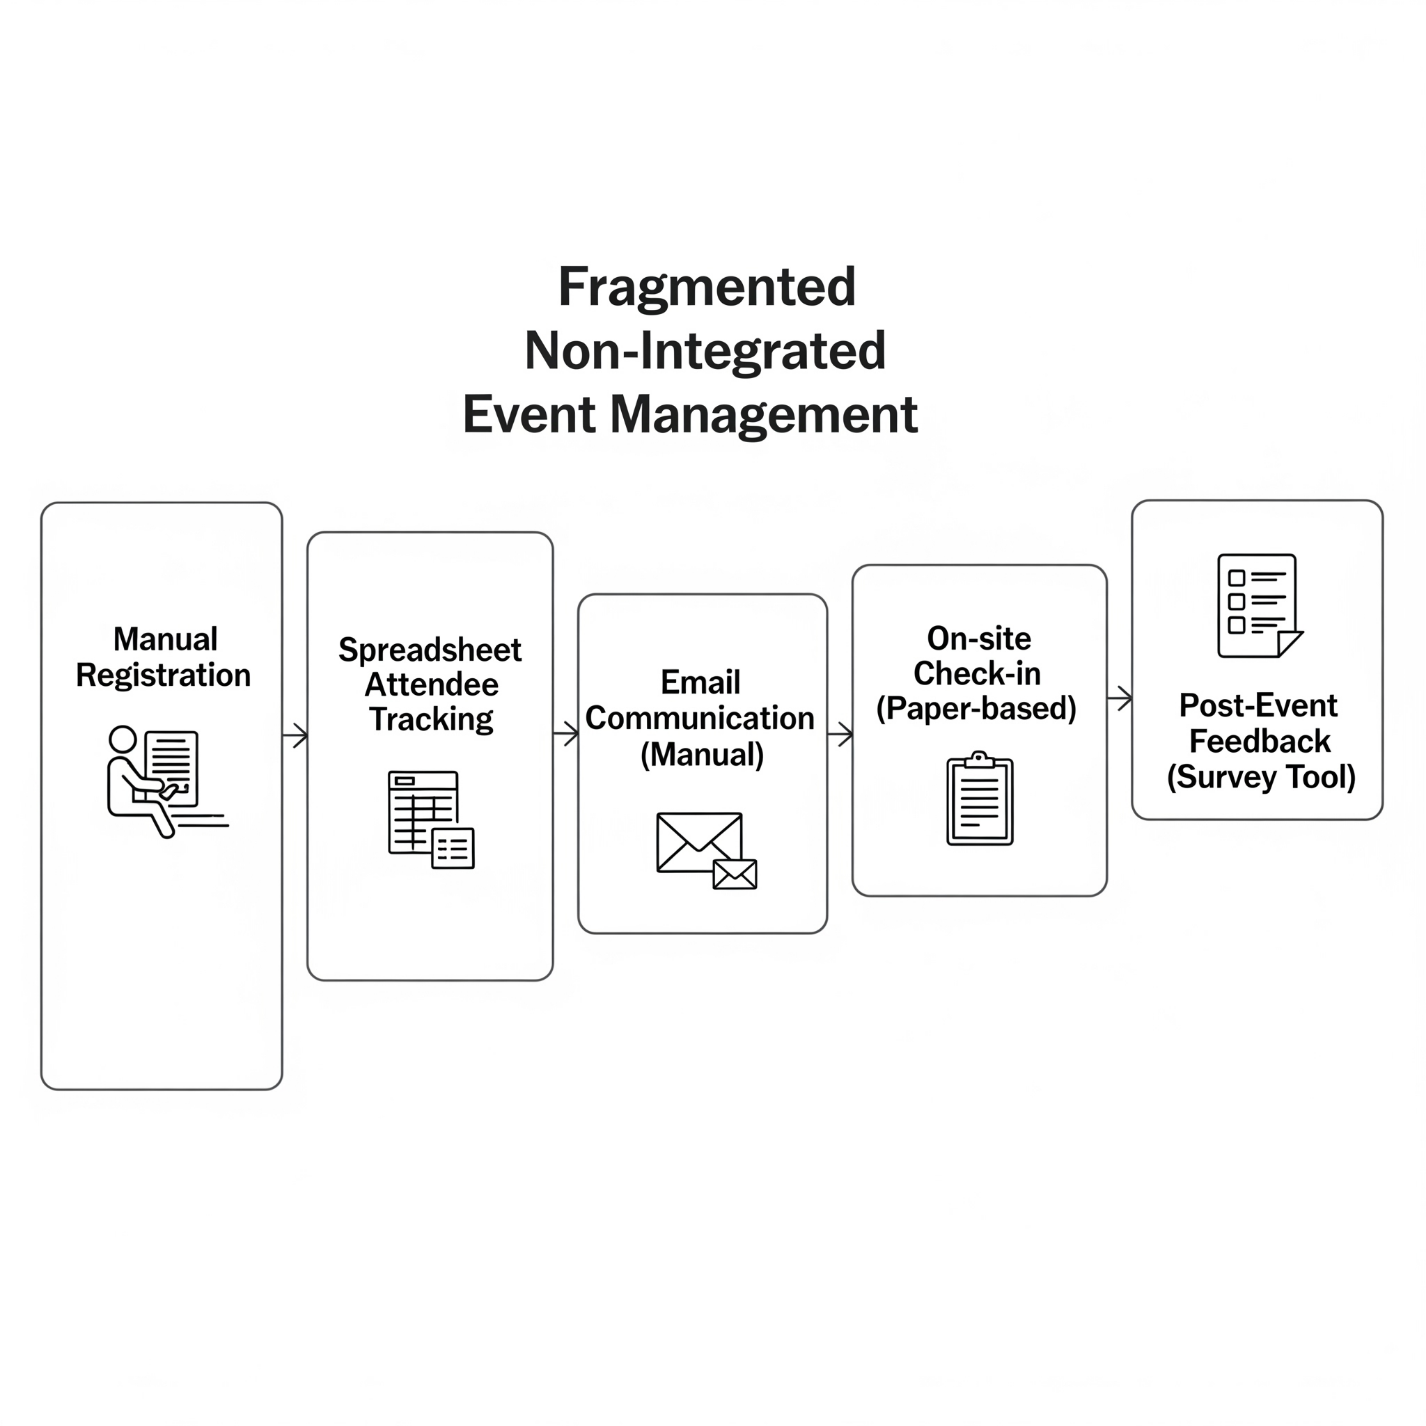 Fragmented
Non-Integrated
Event Management
Manual
Registration
Spreadsheet
Attendee
Tracking
Email
Communication
(Manual)
On-site
Check-in
(Paper-based)
Post-Event
Feedback
(Survey Tool)